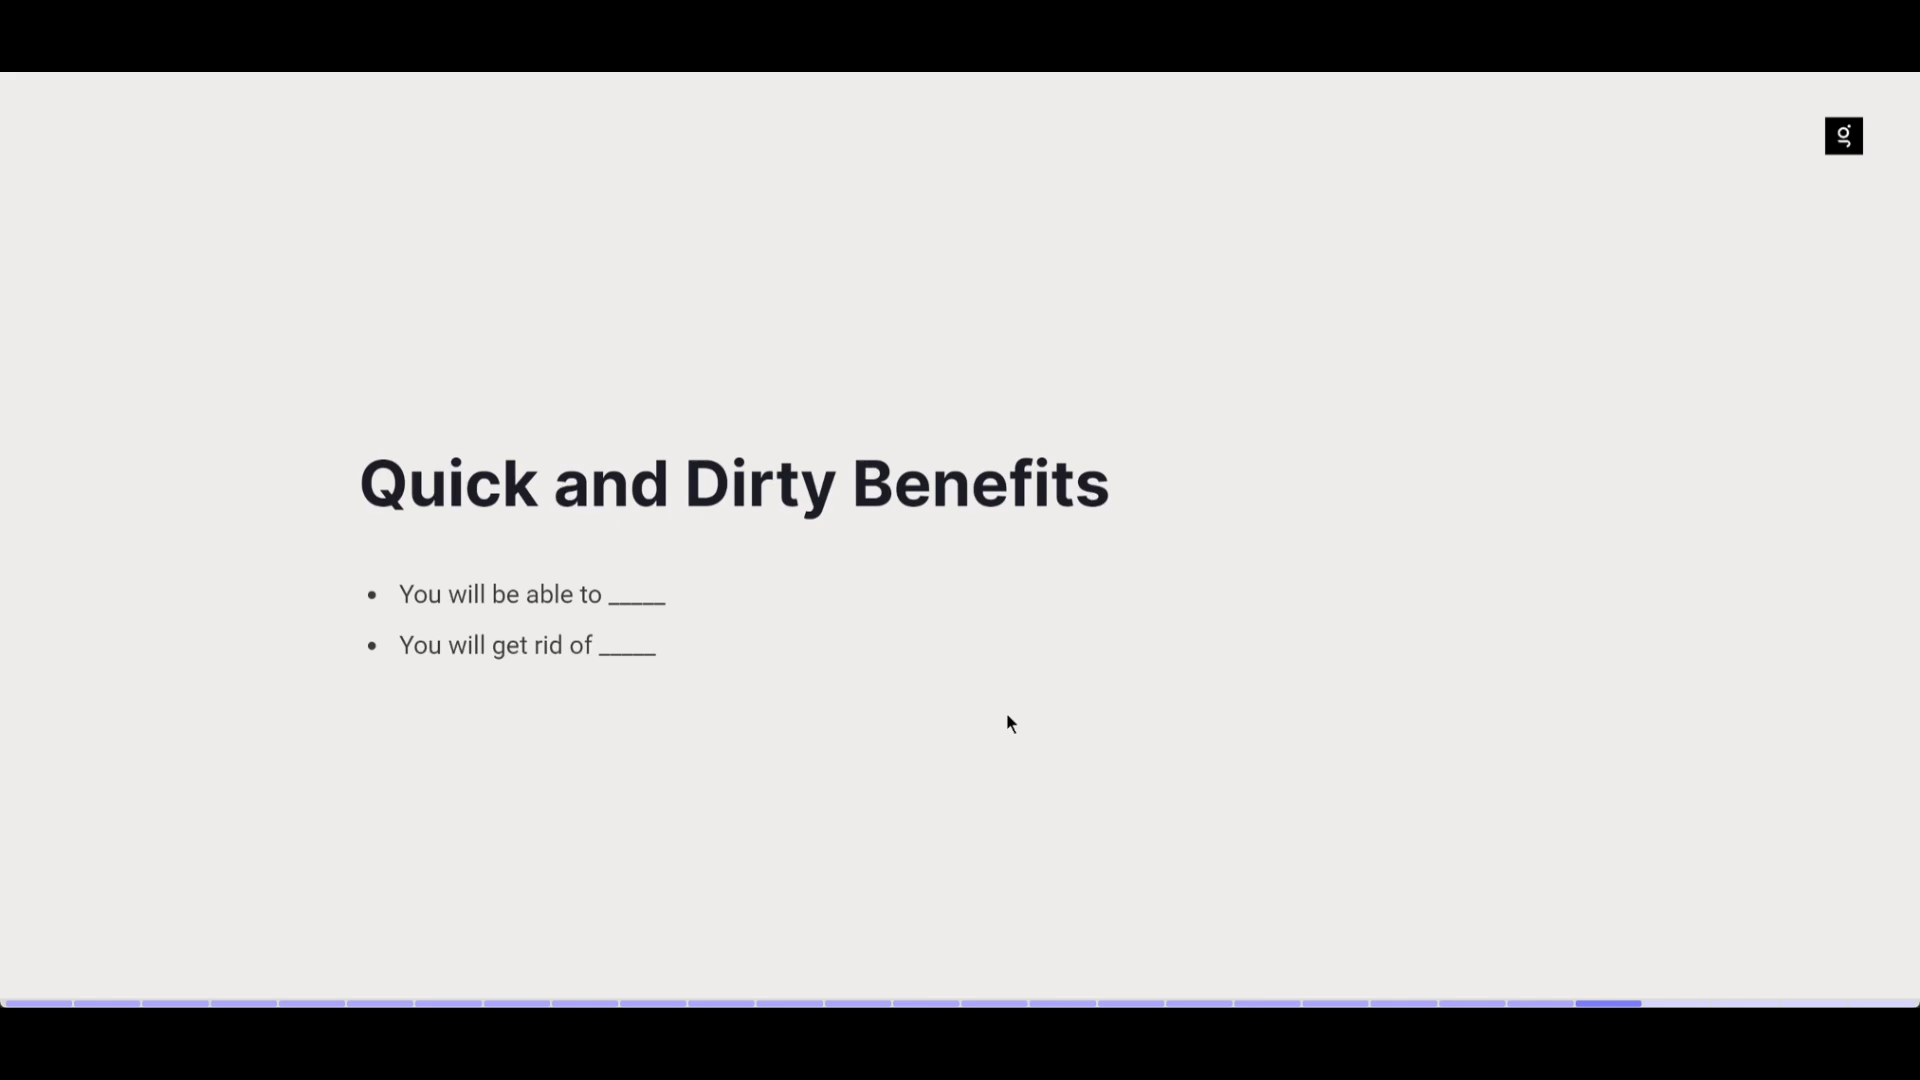 g
Quick and Dirty Benefits
• You will be able to _____
• You will get rid of _____